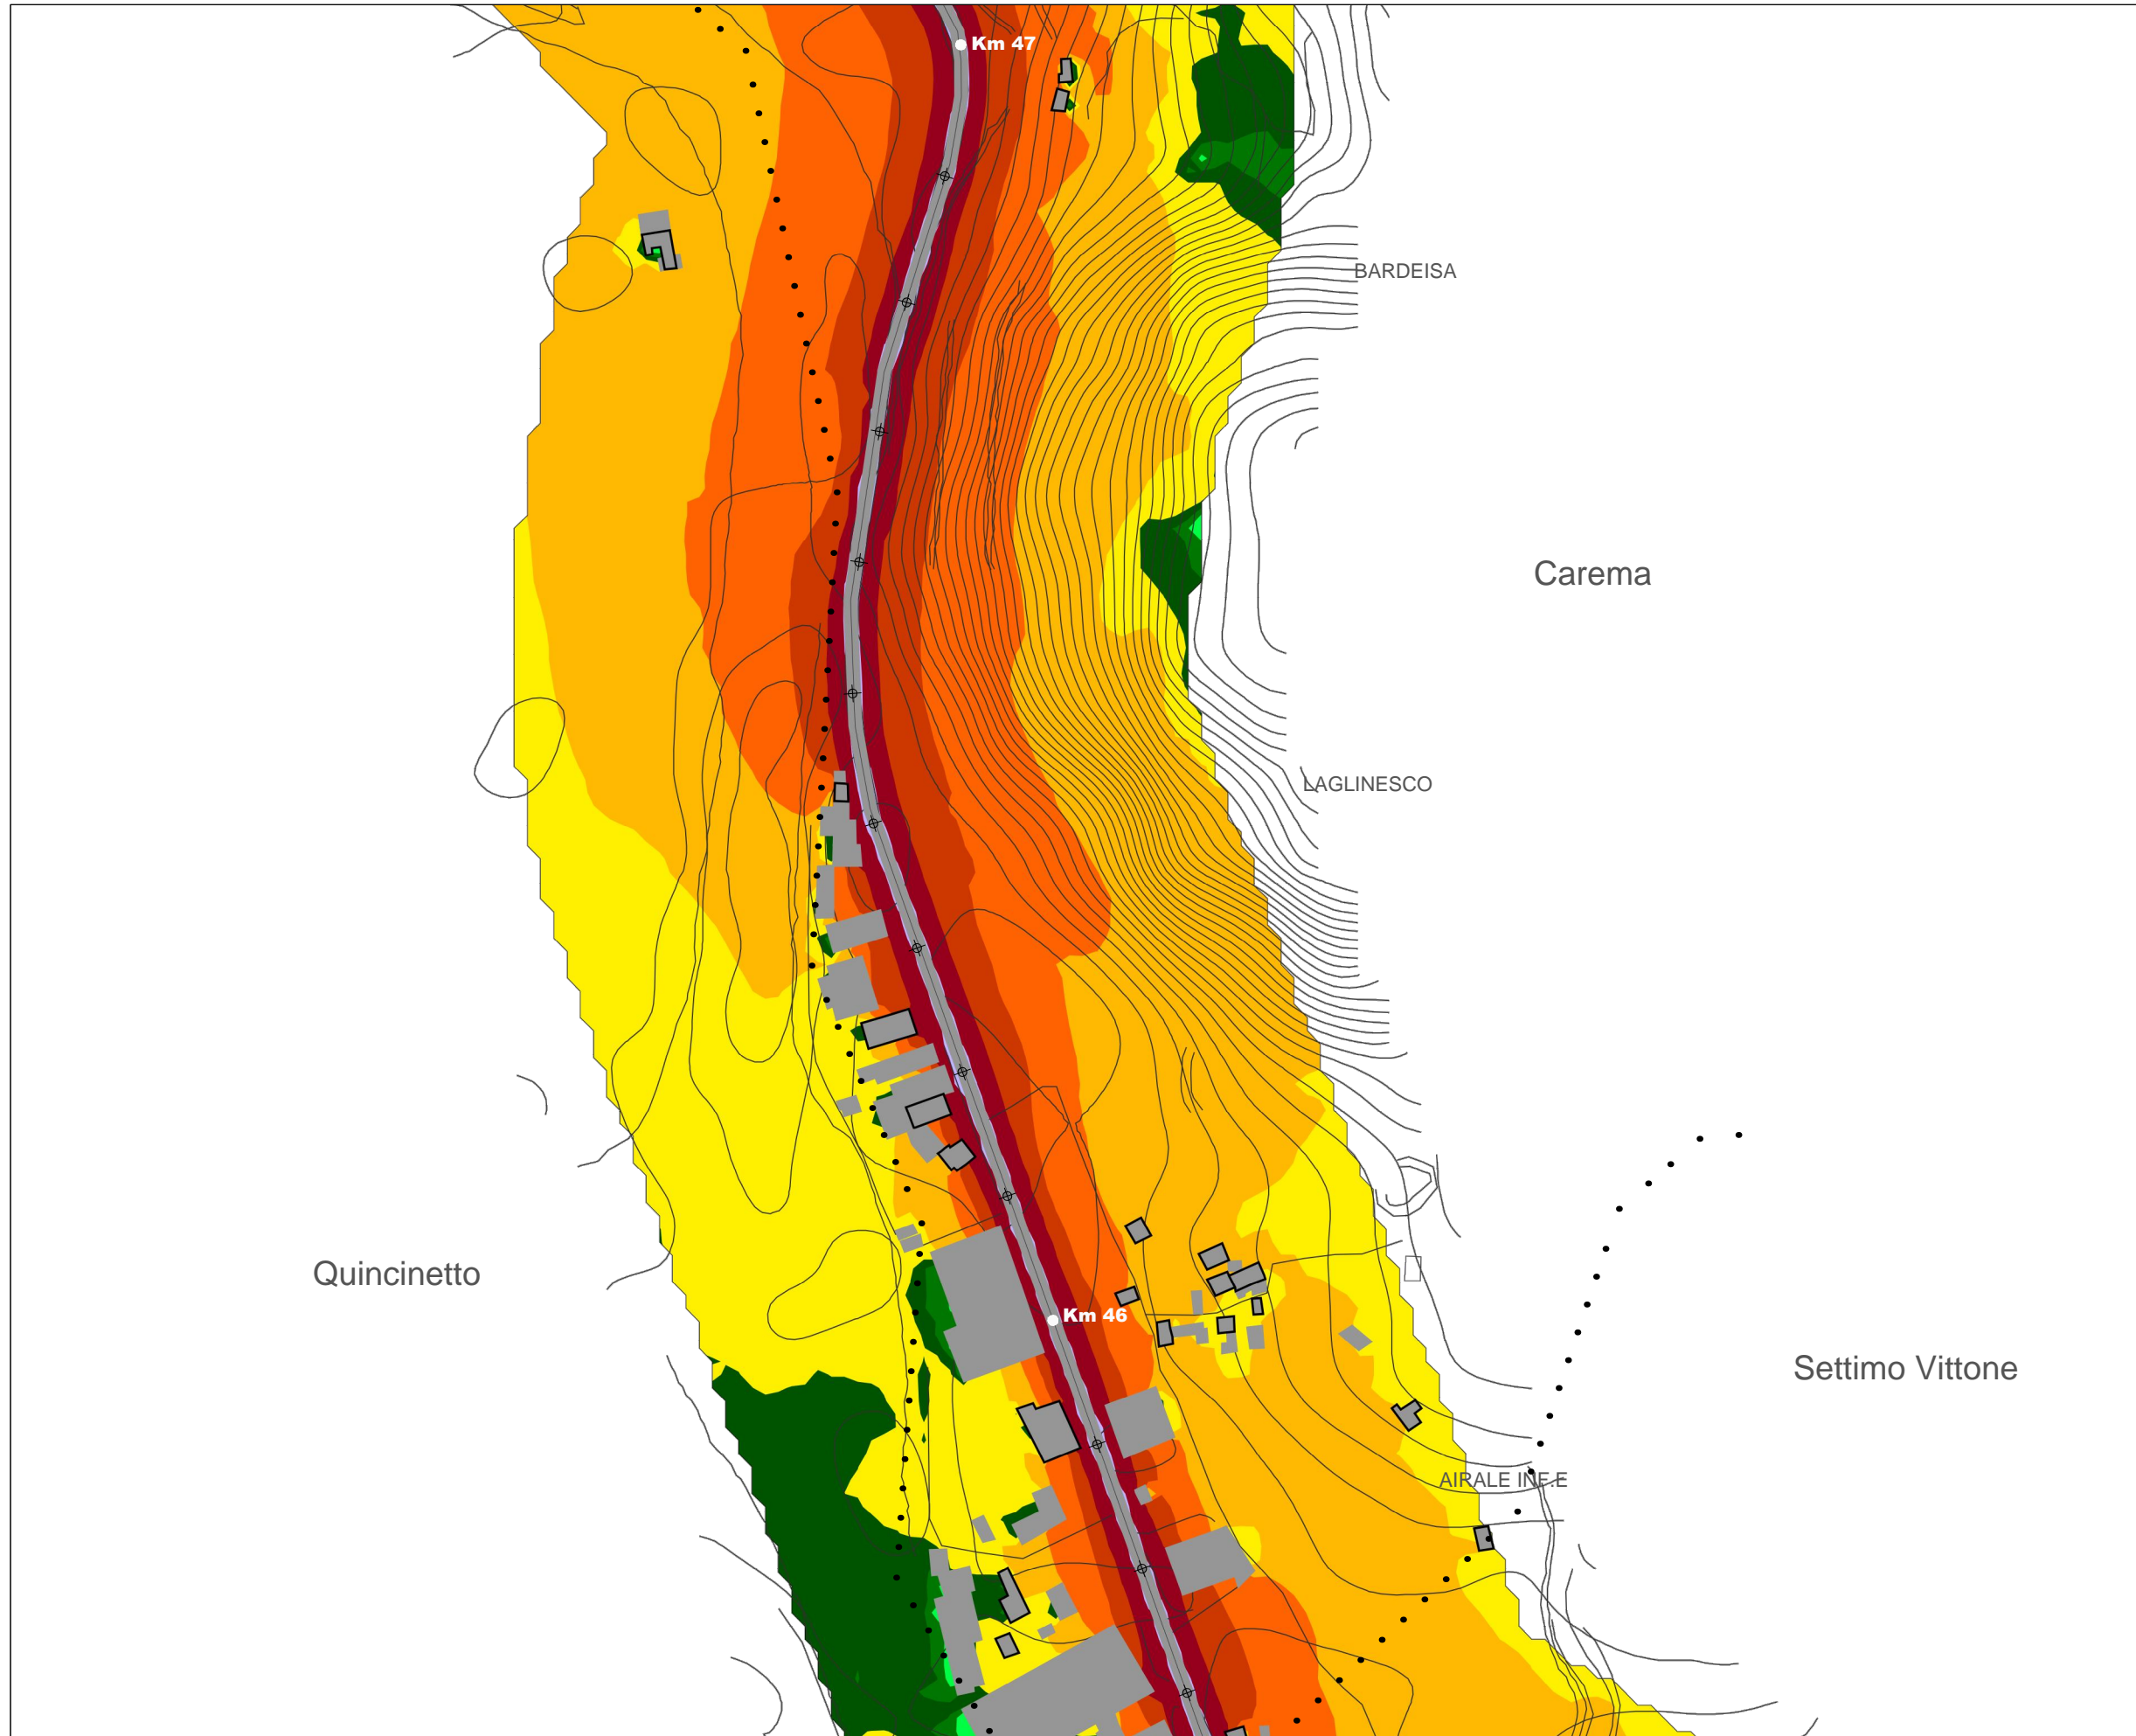 Km 47
BARDEISA
Carema
LAGLINESCO
Quincinetto
Km 46
Settimo Vittone
AIRALE INF.E